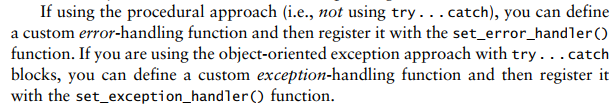 If using the procedural approach (i.e., not using try...catch), you can define
a custom error-handling function and then register it with the set_error_handler()
function. If you are using the object-oriented exception approach with try...catch
blocks, you can define a custom exception-handling function and then register it
with the set_exception_handler() function.